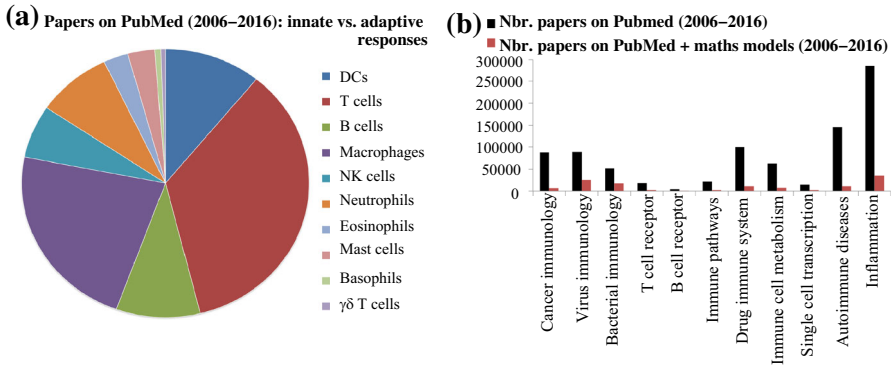 (a) Papers on PubMed (2006−2016): innate vs. adaptive
responses
DCs
T cells
B cells
Macrophages
NK cells
Neutrophils
Eosinophils
Mast cells
Basophils
γδ T cells
(b)
Nbr. papers on Pubmed (2006−2016)
Nbr. papers on PubMed + maths models (2006−2016)
300000
250000
200000
150000
100000
50000
0
Cancer immunology
Virus immunology
Bacterial immunology
T cell receptor
B cell receptor
Immune pathways
Drug immune system
Immune cell metabolism
Single cell transcription
Autoimmune diseases
Inflammation